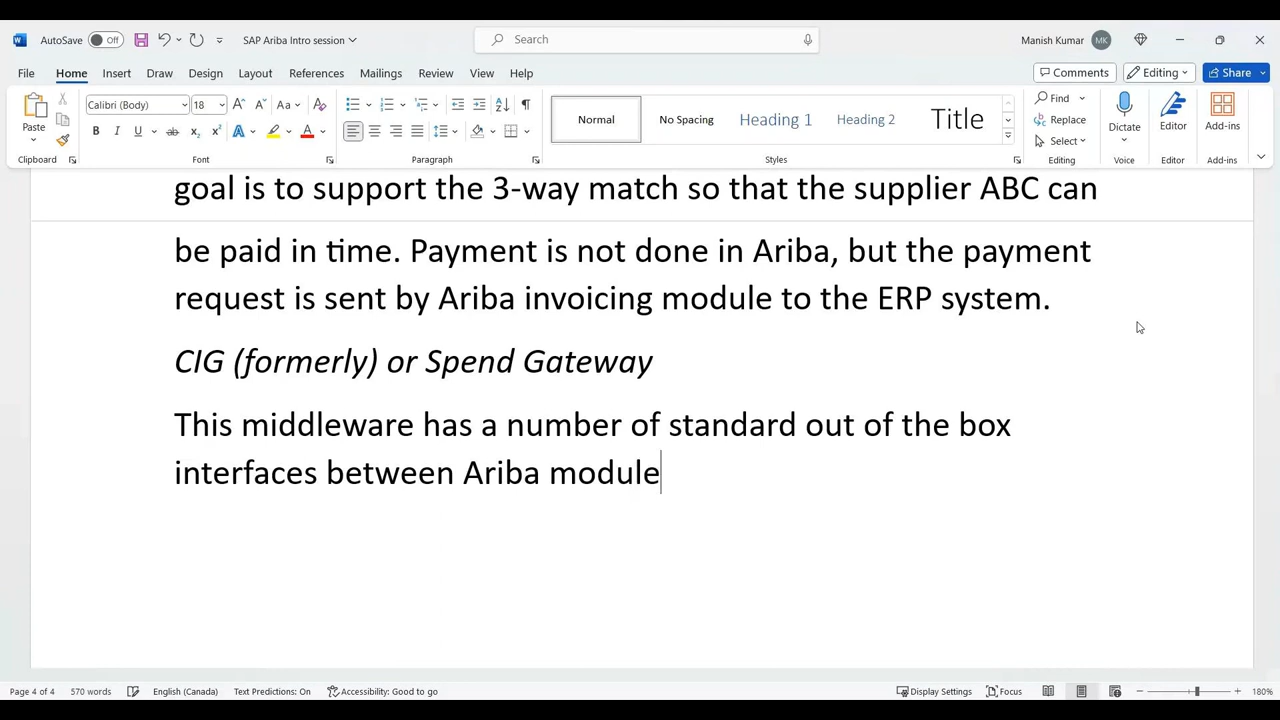 AutoSave Off SAP Ariba Intro session Search Manish Kumar MK
File Home Insert Draw Design Layout References Mailings Review View Help Comments Editing Share
Calibri (Body) 18 Aa
Paste
B I U ab x₂ x² A A
Normal No Spacing Heading 1 Heading 2 Title
Find
Replace
Select
Dictate Editor Add-ins
Clipboard Font Paragraph Styles Editing Voice Editor Add-ins
goal is to support the 3-way match so that the supplier ABC can
be paid in time. Payment is not done in Ariba, but the payment
request is sent by Ariba invoicing module to the ERP system.
CIG (formerly) or Spend Gateway
This middleware has a number of standard out of the box
interfaces between Ariba module
Page 4 of 4 570 words English (Canada) Text Predictions: On Accessibility: Good to go Display Settings Focus 180%